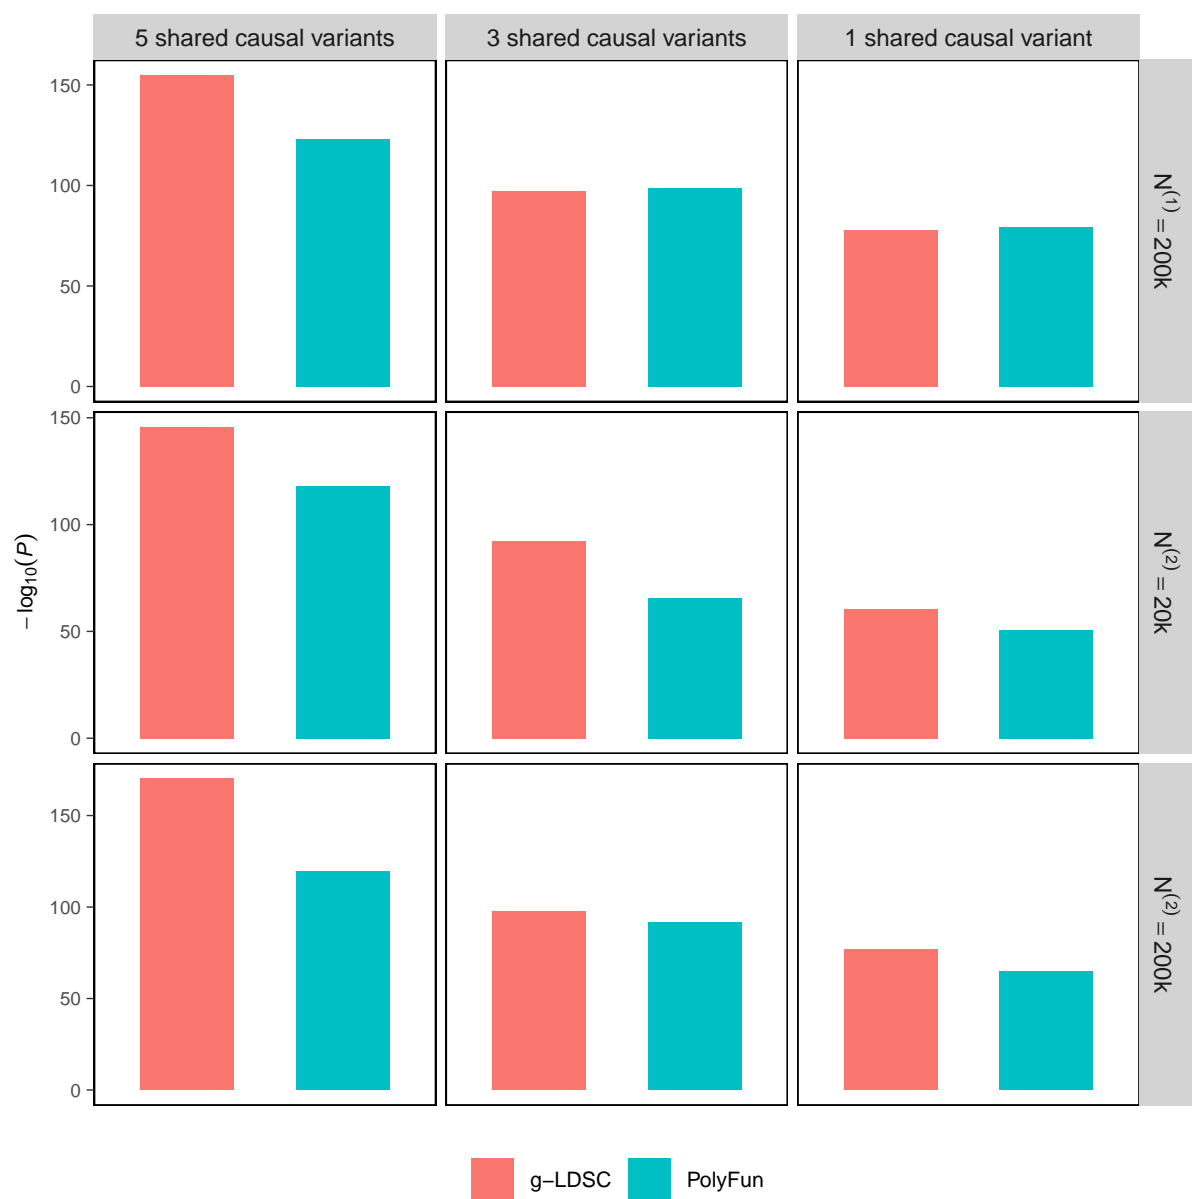 5 shared causal variants 3 shared causal variants 1 shared causal variant
150
100
50
0
N⁽¹⁾ = 200k
150
100
50
0
N⁽²⁾ = 20k
−log₁₀(P)
150
100
50
0
N⁽²⁾ = 200k
g−LDSC PolyFun